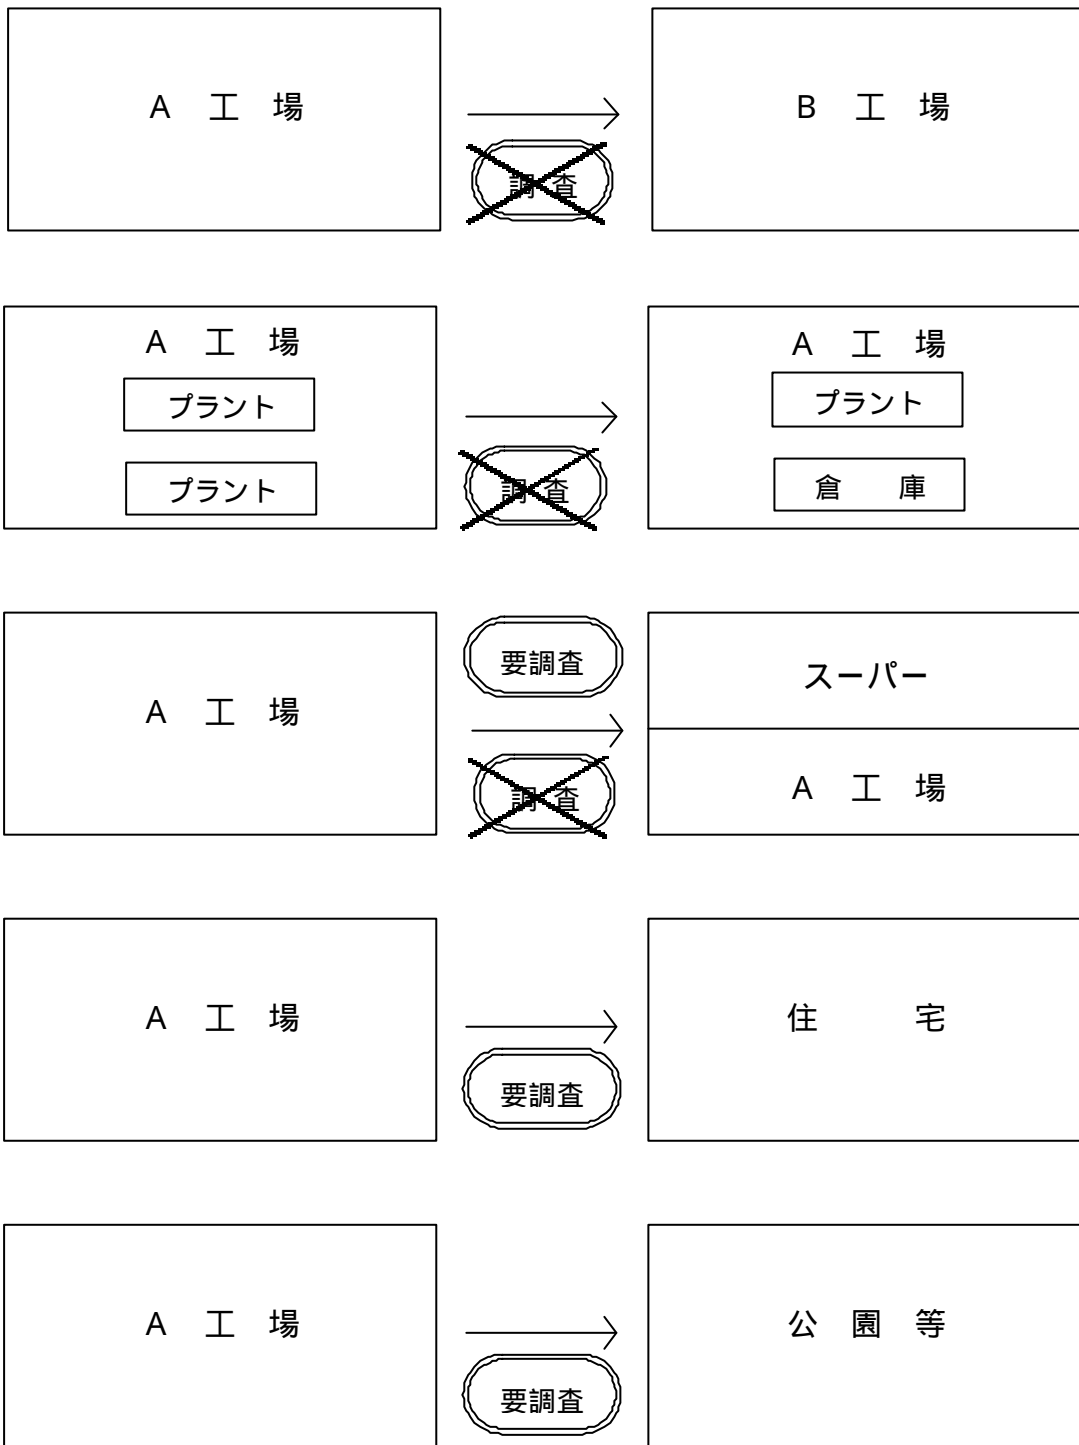 A 工 場
調 査
B 工 場
A 工 場
プラント
プラント
調 査
A 工 場
プラント
倉 庫
A 工 場
要調査
調 査
スーパー
A 工 場
A 工 場
要調査
住 宅
A 工 場
要調査
公 園 等